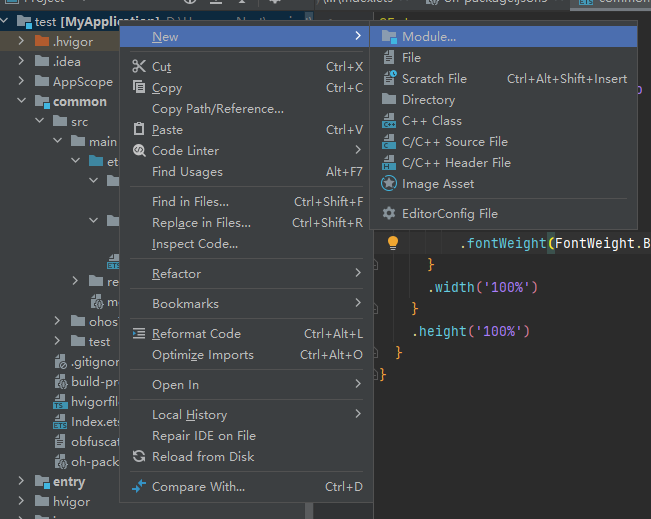 Project
test [MyApplication]
.hvigor
.idea
AppScope
common
src
main
et
re
mo
ohos
test
.gitignor
build-pro
hvigorfil
Index.ets
obfuscat
oh-pack
entry
hvigor
New
Cut Ctrl+X
Copy Ctrl+C
Copy Path/Reference...
Paste Ctrl+V
Code Linter
Find Usages Alt+F7
Find in Files... Ctrl+Shift+F
Replace in Files... Ctrl+Shift+R
Inspect Code...
Refactor
Bookmarks
Reformat Code Ctrl+Alt+L
Optimize Imports Ctrl+Alt+O
Open In
Local History
Repair IDE on File
Reload from Disk
Compare With... Ctrl+D
Module...
File
Scratch File Ctrl+Alt+Shift+Insert
Directory
C++ Class
C/C++ Source File
C/C++ Header File
Image Asset
EditorConfig File
.fontWeight(FontWeight.B
}
.width('100%')
}
.height('100%')
}
}